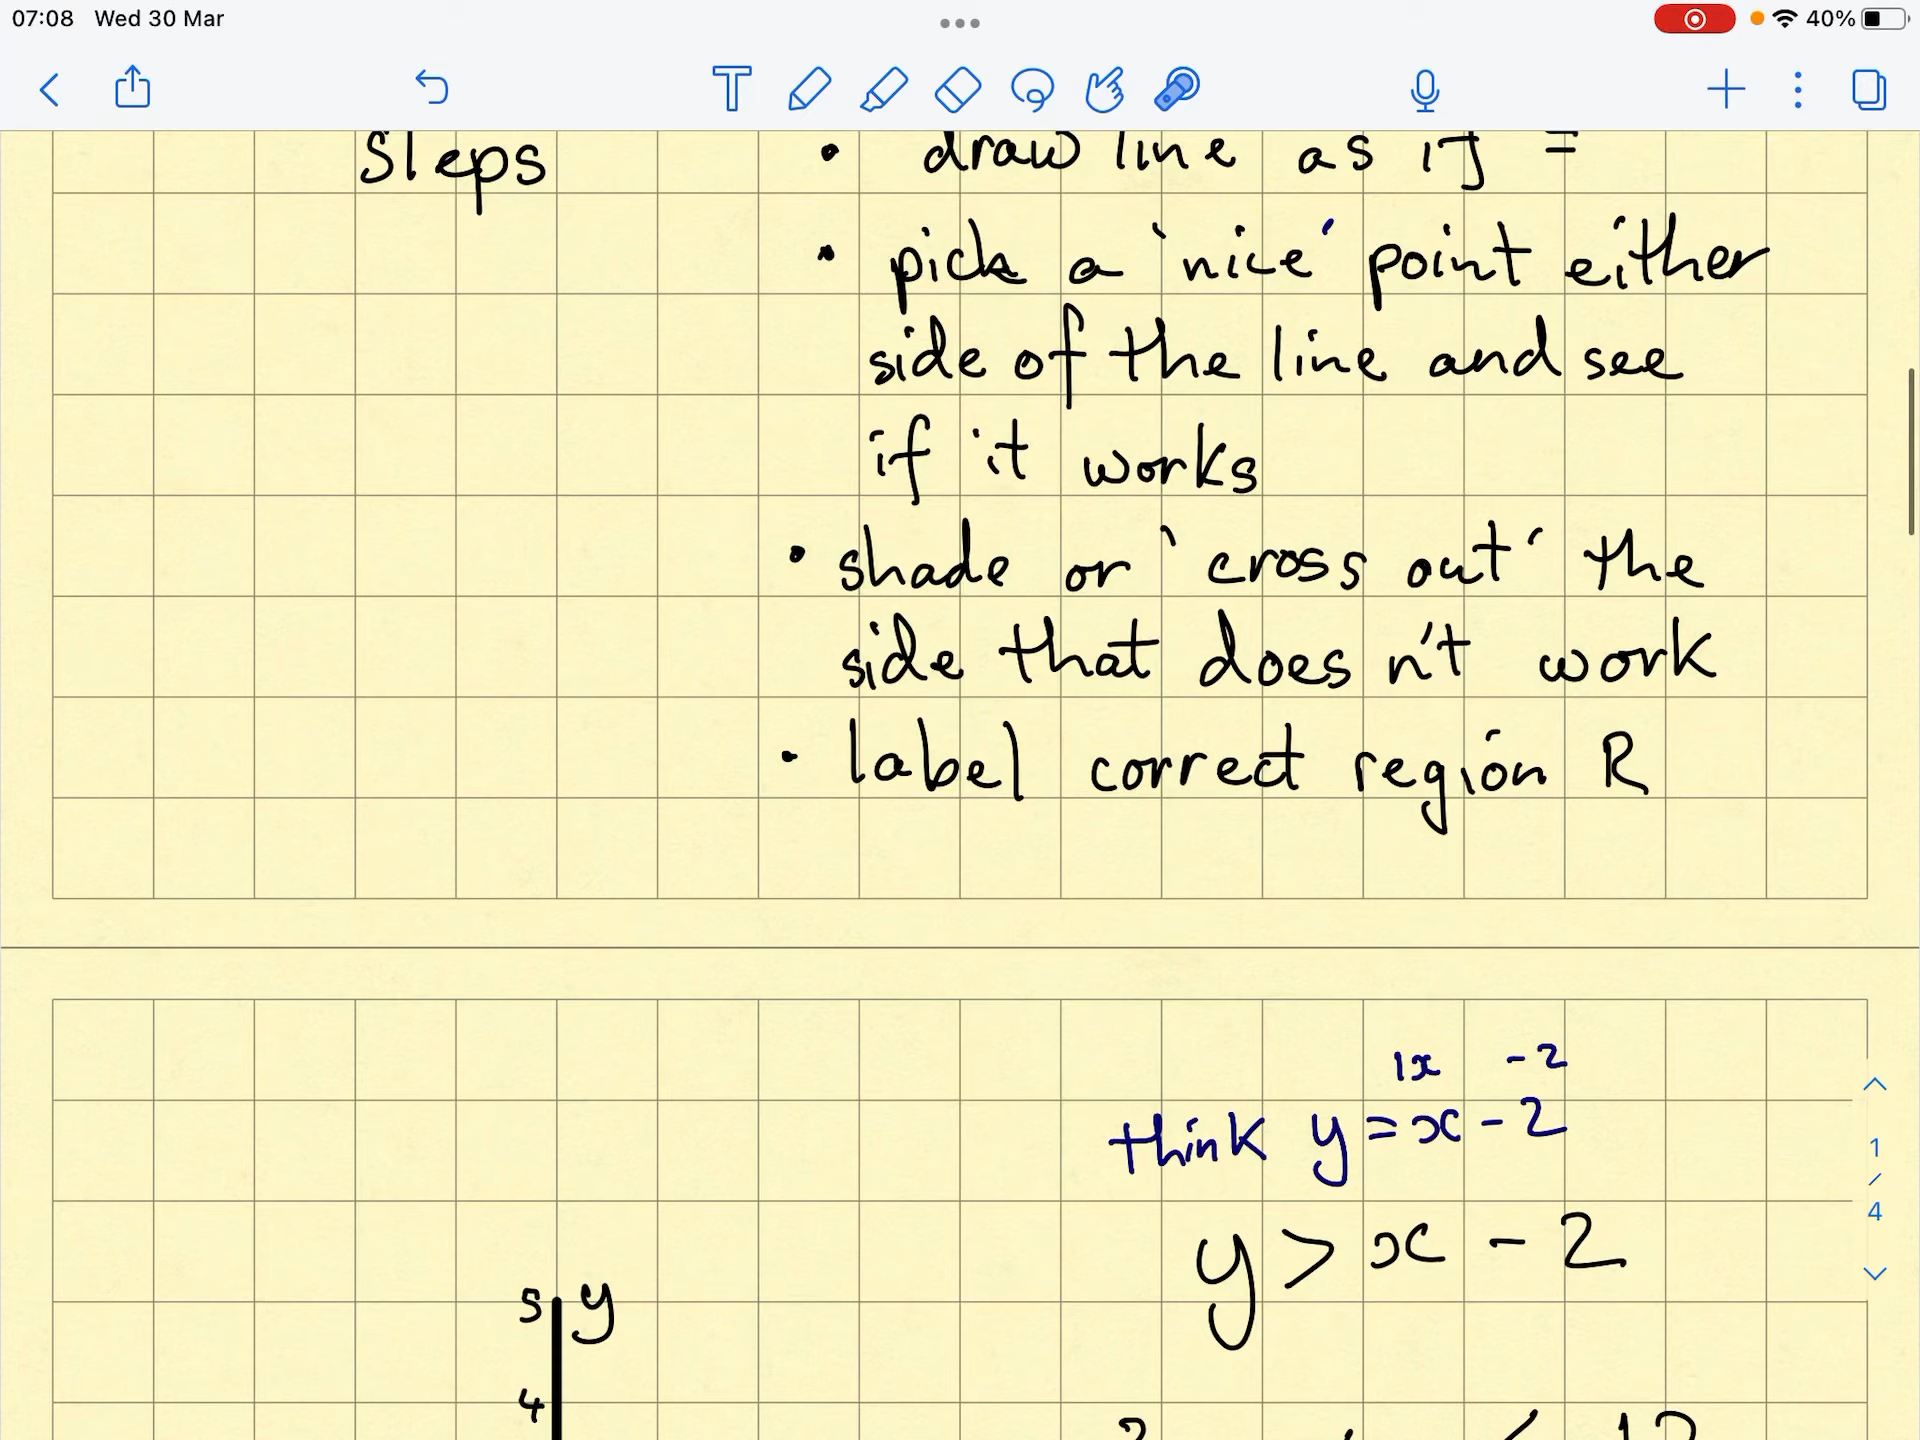 07:08 Wed 30 Mar
40%
Steps
• draw line as if =
• pick a 'nice' point either
side of the line and see
if it works
• shade or 'cross out' the
side that doesn't work
• label correct region R
1x -2
think y = x - 2
y > x - 2
5 y
4
1
/
4